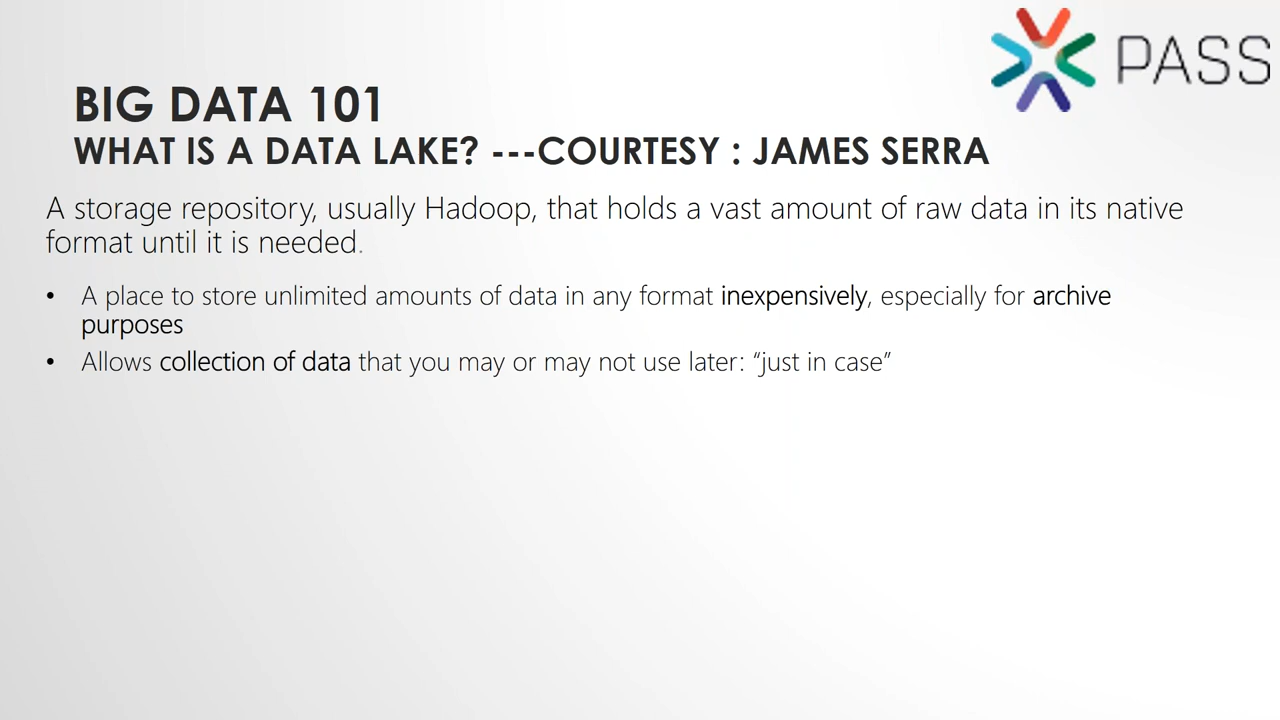 PASS
BIG DATA 101
WHAT IS A DATA LAKE? ---COURTESY : JAMES SERRA
A storage repository, usually Hadoop, that holds a vast amount of raw data in its native
format until it is needed.
• A place to store unlimited amounts of data in any format inexpensively, especially for archive
purposes
• Allows collection of data that you may or may not use later: “just in case”